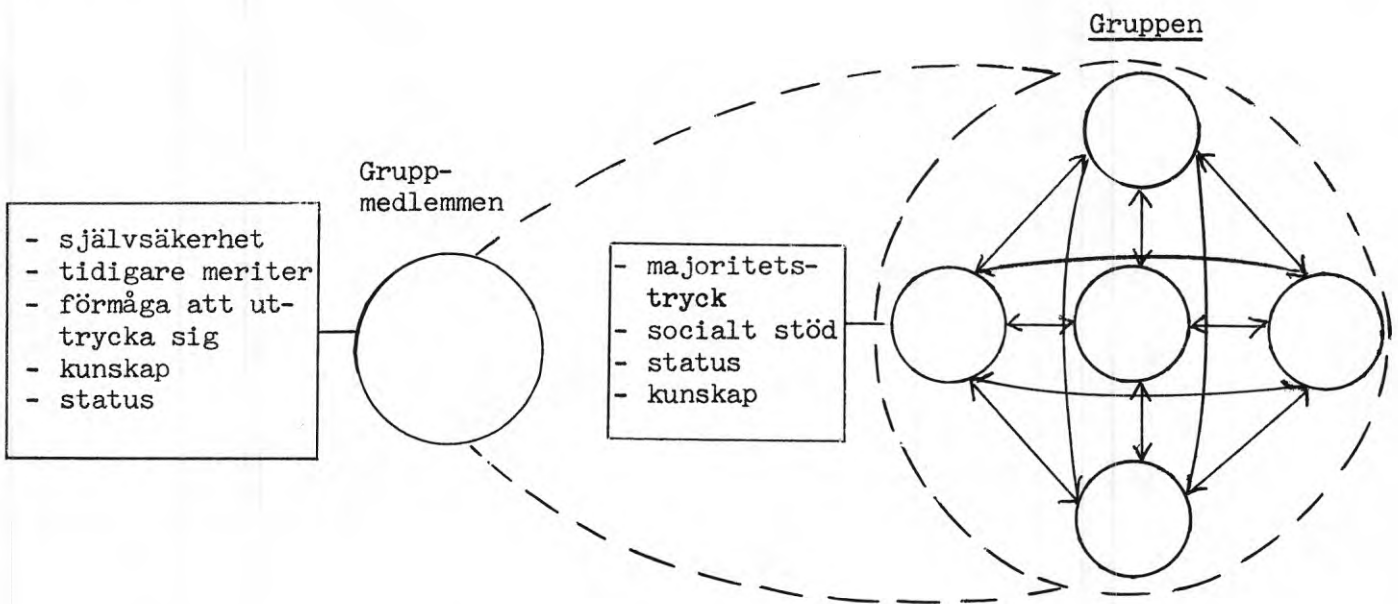 Gruppen
Grupp-
medlemmen
- självsäkerhet
- tidigare meriter
- förmåga att ut-
trycka sig
- kunskap
- status
- majoritets-
tryck
- socialt stöd
- status
- kunskap